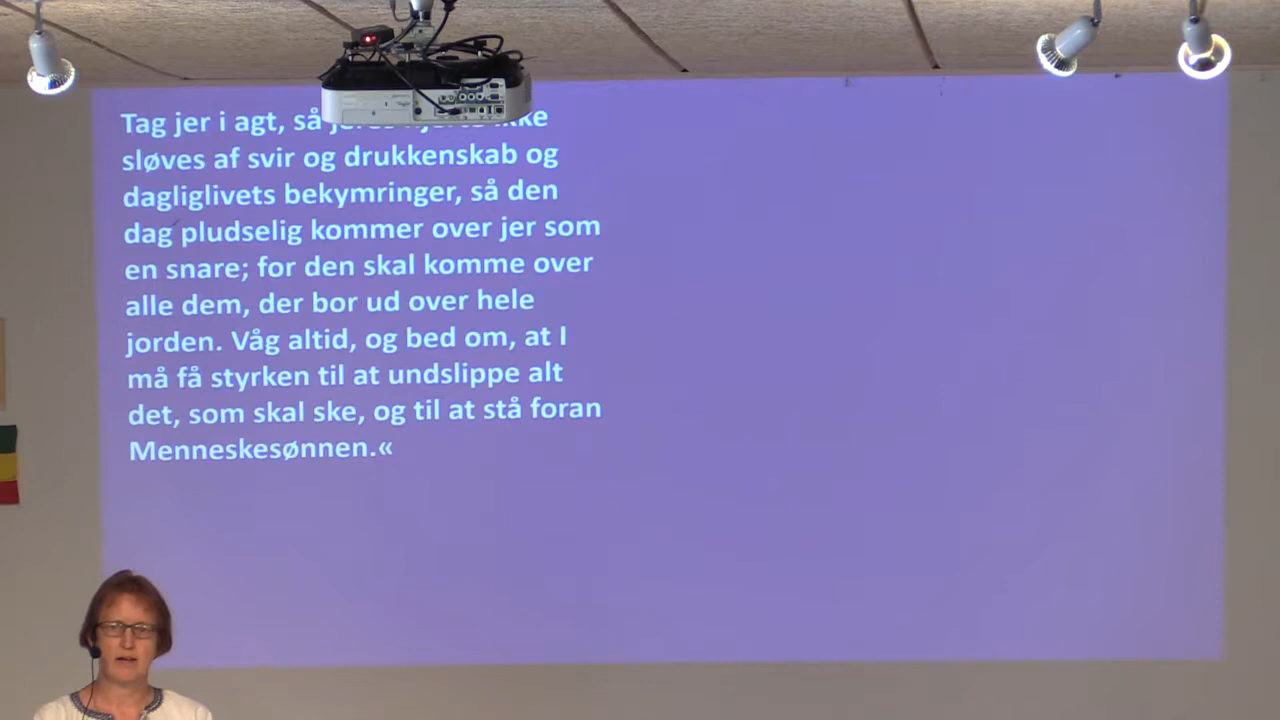 Tag jer i agt, så
sløves af svir og drukkenskab og
dagliglivets bekymringer, så den
dag pludselig kommer over jer som
en snare; for den skal komme over
alle dem, der bor ud over hele
jorden. Våg altid, og bed om, at I
må få styrken til at undslippe alt
det, som skal ske, og til at stå foran
Menneskesønnen.«